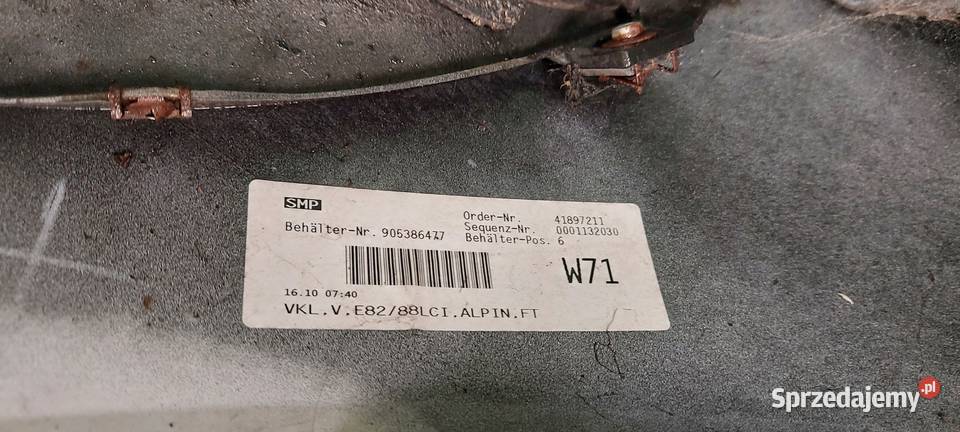 SMP
Order-Nr. 41897211
Behälter-Nr. 905386477 Sequenz-Nr. 0001132030
Behälter-Pos. 6
W71
16.10 07:40
VKL.V.E82/88LCI.ALPIN.FT
Sprzedajemy.pl